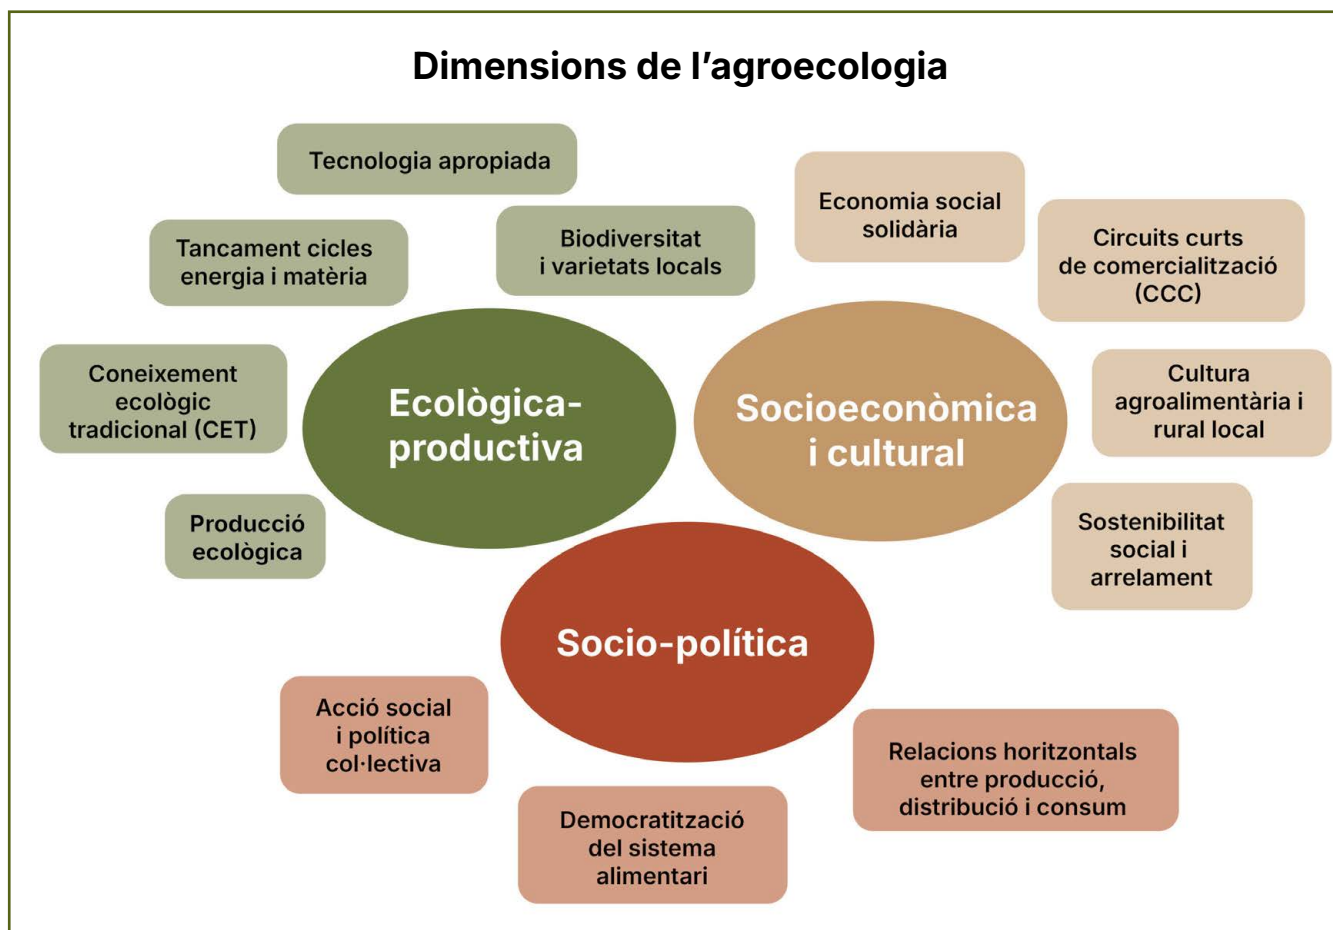 Dimensions de l’agroecologia
Tecnologia apropiada
Tancament cicles
energia i matèria
Biodiversitat
i varietats locals
Coneixement
ecològic
tradicional (CET)
Producció
ecològica
Ecològica-
productiva
Economia social
solidària
Circuits curts
de comercialització
(CCC)
Cultura
agroalimentària i
rural local
Sostenibilitat
social i
arrelament
Socioeconòmica
i cultural
Socio-política
Acció social
i política
col·lectiva
Democratització
del sistema
alimentari
Relacions horitzontals
entre producció,
distribució i consum